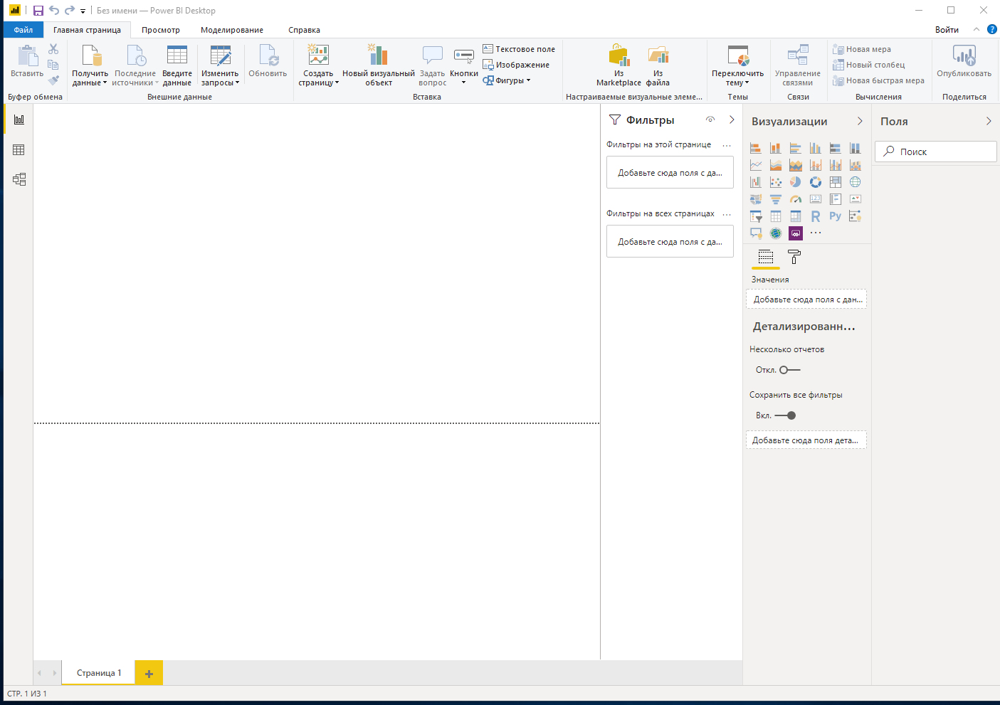 Без имени — Power BI Desktop
Файл
Главная страница
Просмотр
Моделирование
Справка
Войти
?
Вставить
Буфер обмена
Получить
данные
Последние
источники
Введите
данные
Изменить
запросы
Обновить
Внешние данные
Создать
страницу
Новый визуальный
объект
Задать
вопрос
Кнопки
Текстовое поле
Изображение
Фигуры
Вставка
Из
Marketplace
Из
файла
Настраиваемые визуальные элеме...
Переключить
тему
Темы
Управление
связями
Связи
Новая мера
Новый столбец
Новая быстрая мера
Вычисления
Опубликовать
Поделиться
Фильтры
Фильтры на этой странице
...
Добавьте сюда поля с да...
Фильтры на всех страницах
...
Добавьте сюда поля с да...
Визуализации
123
R
Py
...
Значения
Добавьте сюда поля с дан...
Детализированн...
Несколько отчетов
Откл.
Сохранить все фильтры
Вкл.
Добавьте сюда поля дета...
Поля
Поиск
Страница 1
+
СТР. 1 ИЗ 1